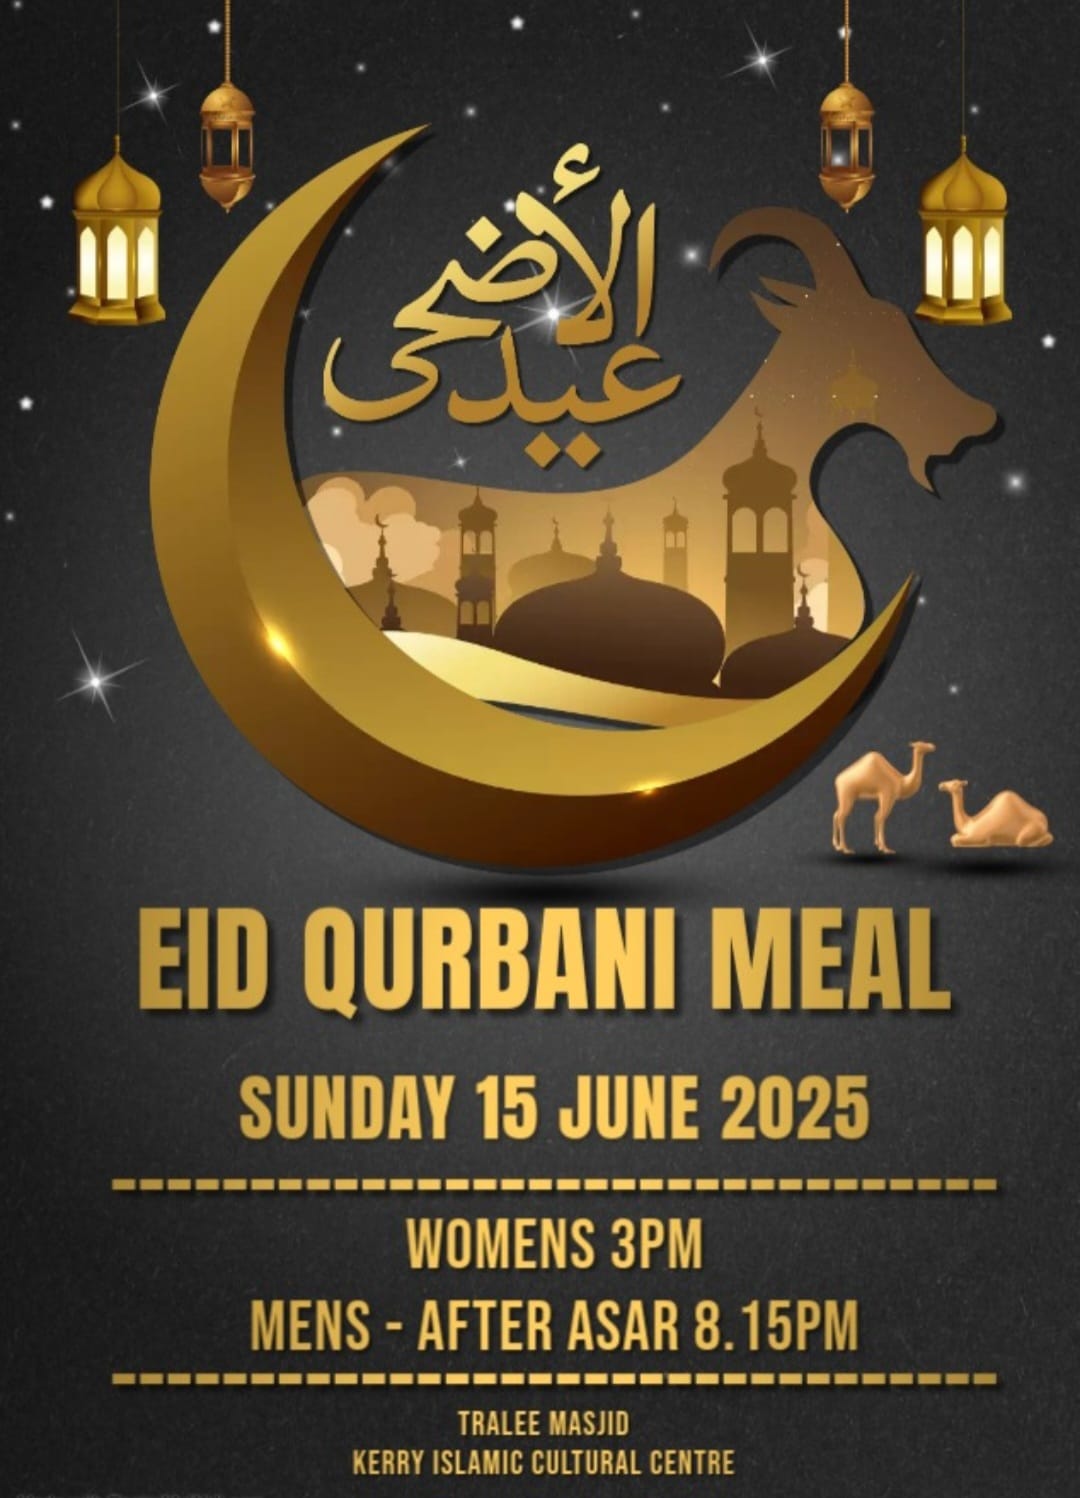 عيد الأضحى
EID QURBANI MEAL
SUNDAY 15 JUNE 2025
WOMENS 3PM
MENS - AFTER ASAR 8.15PM
TRALEE MASJID
KERRY ISLAMIC CULTURAL CENTRE